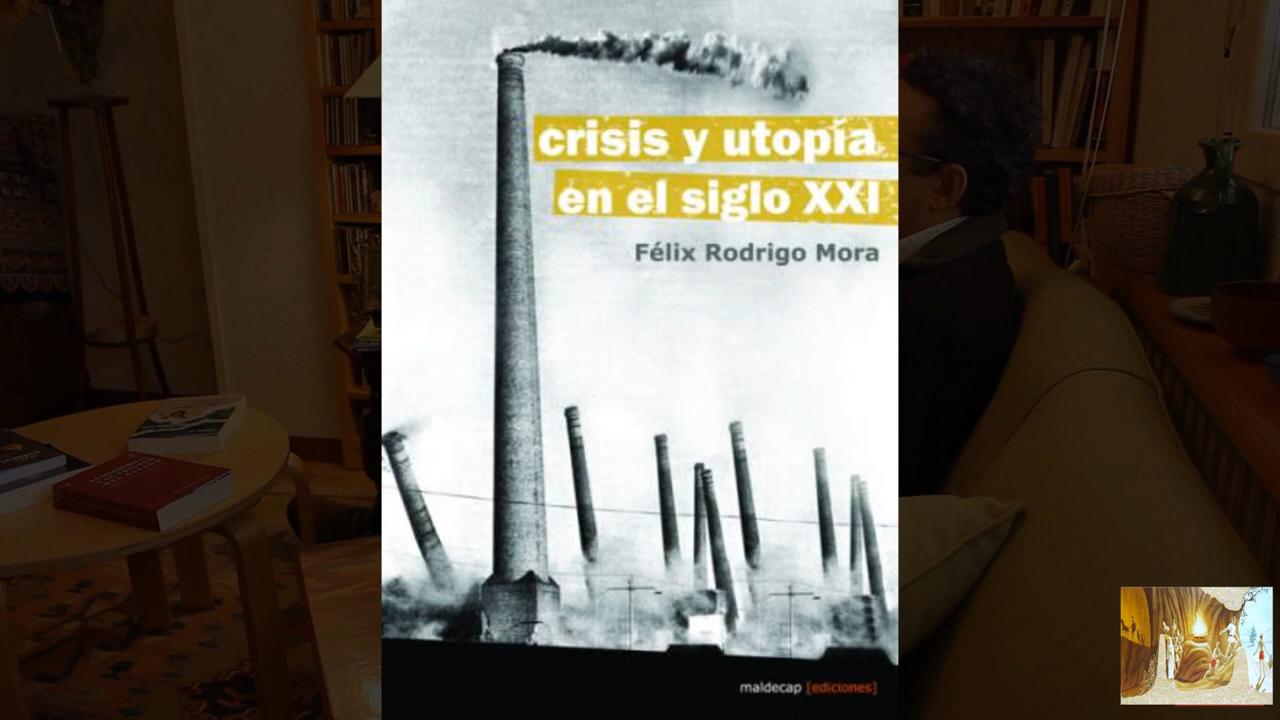 crisis y utopía
en el siglo XXI
Félix Rodrigo Mora
maldecap [ediciones]